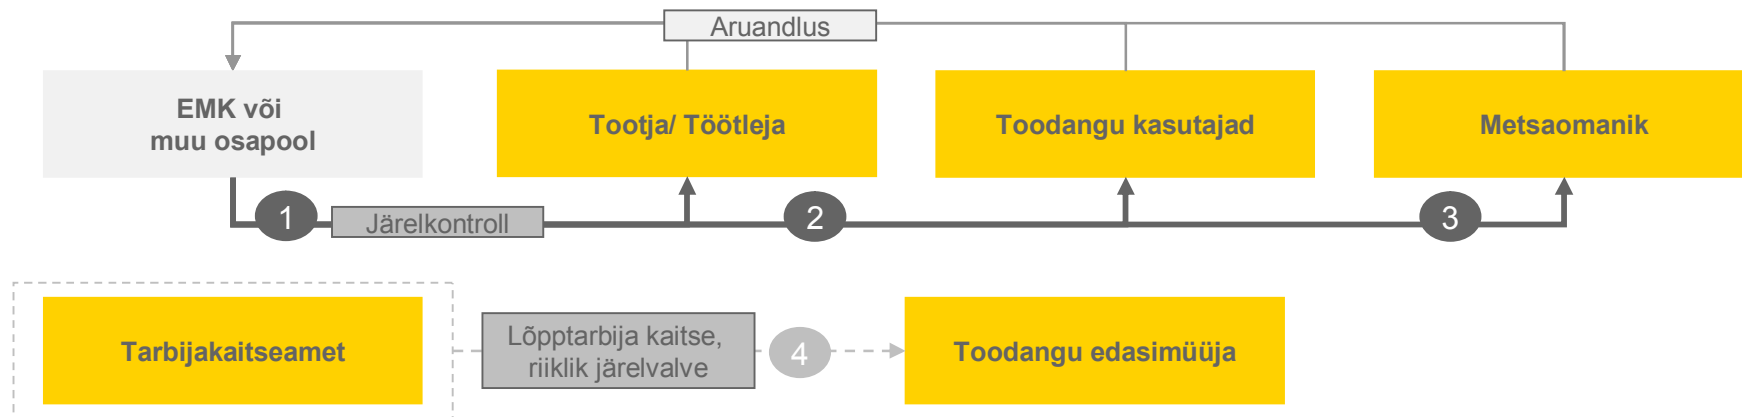 Aruandlus
EMK või
muu osapool
Tootja/ Töötleja
Toodangu kasutajad
Metsaomanik
1
Järelkontroll
2
3
Tarbijakaitseamet
Lõpptarbija kaitse,
riiklik järelvalve
4
Toodangu edasimüüja